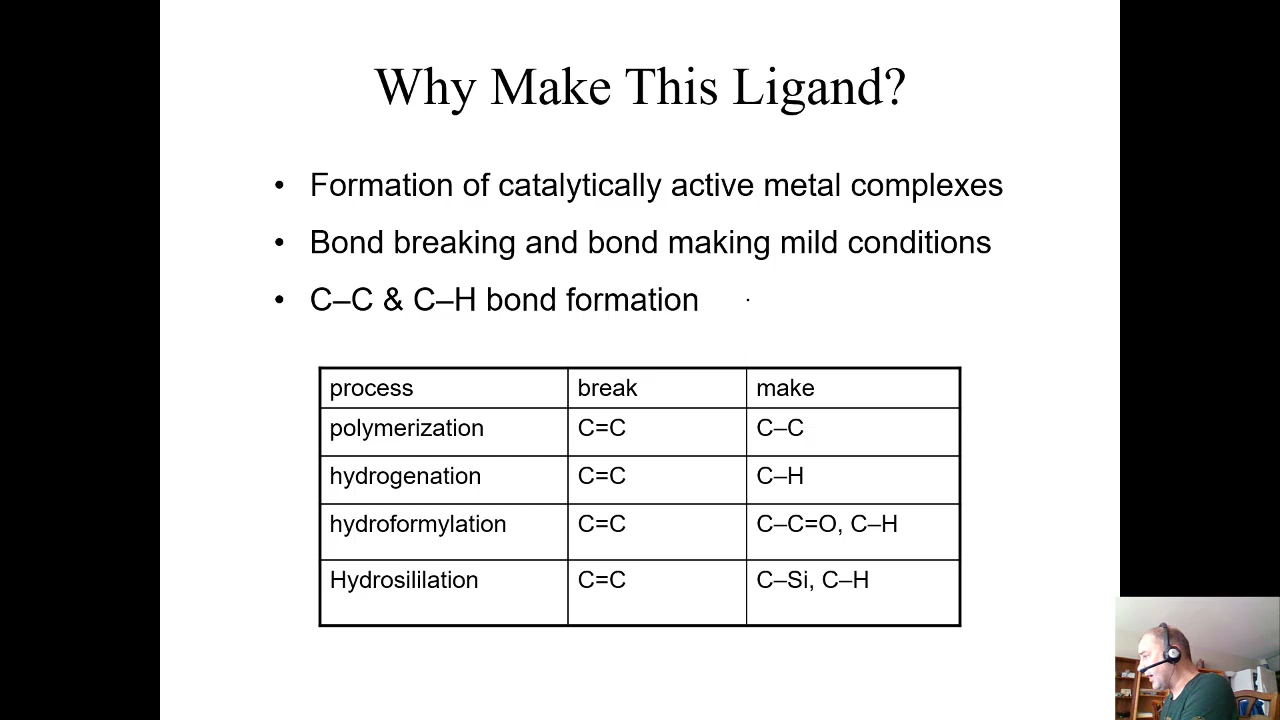 Why Make This Ligand?
• Formation of catalytically active metal complexes
• Bond breaking and bond making mild conditions
• C–C & C–H bond formation
process break make
polymerization C=C C–C
hydrogenation C=C C–H
hydroformylation C=C C–C=O, C–H
Hydrosililation C=C C–Si, C–H